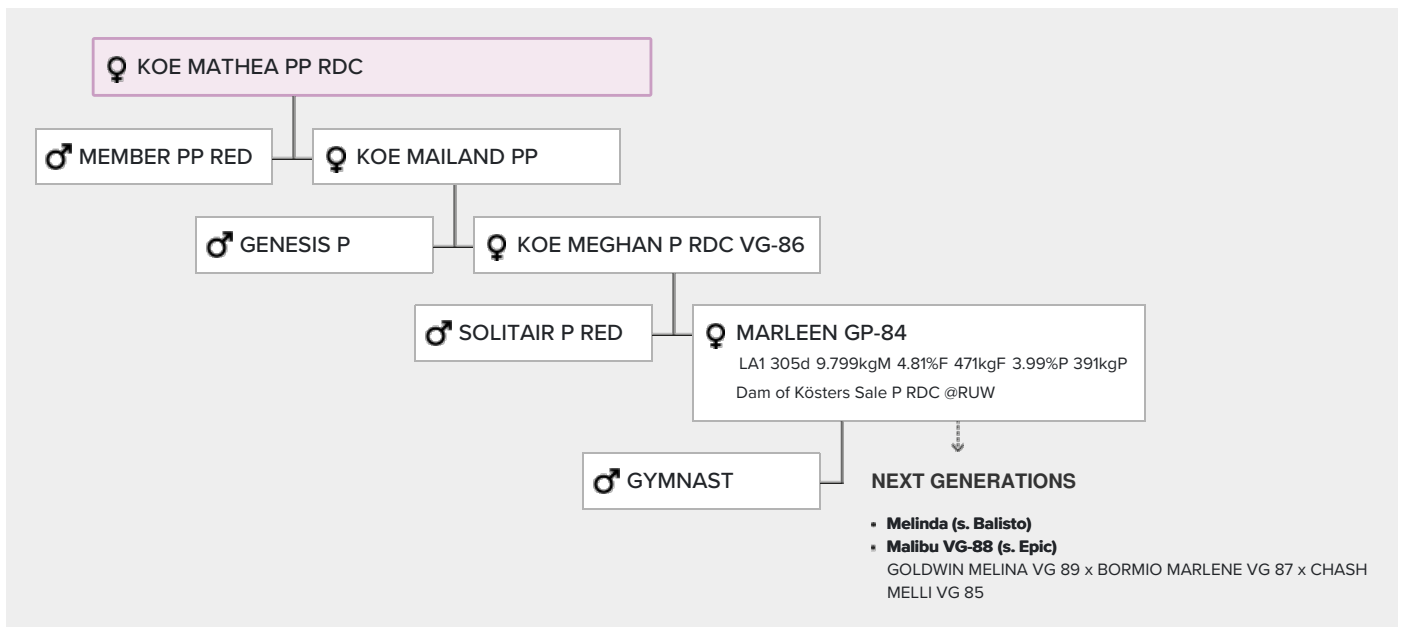 KOE MATHEA PP RDC
MEMBER PP RED
KOE MAILAND PP
GENESIS P
KOE MEGHAN P RDC VG-86
SOLITAIR P RED
MARLEEN GP-84
LA1 305d 9.799kgM 4.81%F 471kgF 3.99%P 391kgP
Dam of Kösters Sale P RDC @RUW
GYMNAST
NEXT GENERATIONS
Melinda (s. Balisto)
Malibu VG-88 (s. Epic)
GOLDWIN MELINA VG 89 x BORMIO MARLENE VG 87 x CHASH
MELLI VG 85